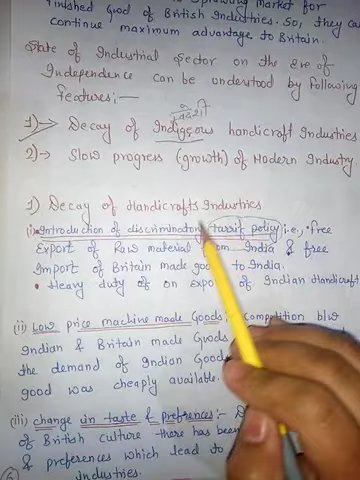 finished Good of British Industries. So, they can
continue maximum advantage to Britain.
State of Industrial Sector on the eve of
Independence can be understood by following
features:—
1) → Decay of Indigeous handicraft Industries
2) → Slow progress (growth) of Modern Industry.
1) Decay of Handicrafts Industries
(i) Introduction of discriminatory tarrif policy i.e., • Free
Export of Raw material from India & free
Import of Britain made goo to India.
• Heavy duty of on Export of Indian Handicraft
(ii) Low price machine made Goods: competition b/w
Indian & Britain made Goods
the demand of Indian Goods
good was cheaply available.
(iii) change in taste & prefrences:-
of British culture there has been
& preferences which lead to
industries.